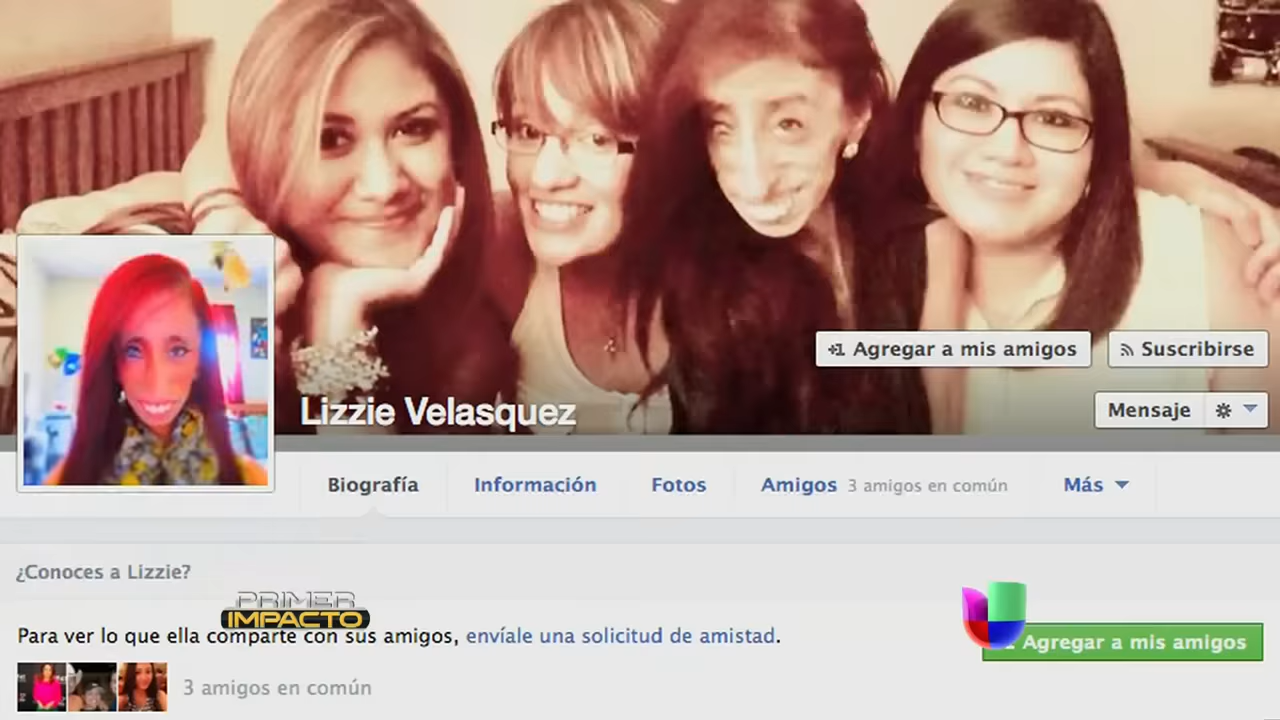 +1 Agregar a mis amigos
Suscribirse
Lizzie Velasquez
Mensaje
Biografía
Información
Fotos
Amigos 3 amigos en común
Más
¿Conoces a Lizzie?
PRIMER
IMPACTO
Para ver lo que ella comparte con sus amigos, envíale una solicitud de amistad.
Agregar a mis amigos
3 amigos en común